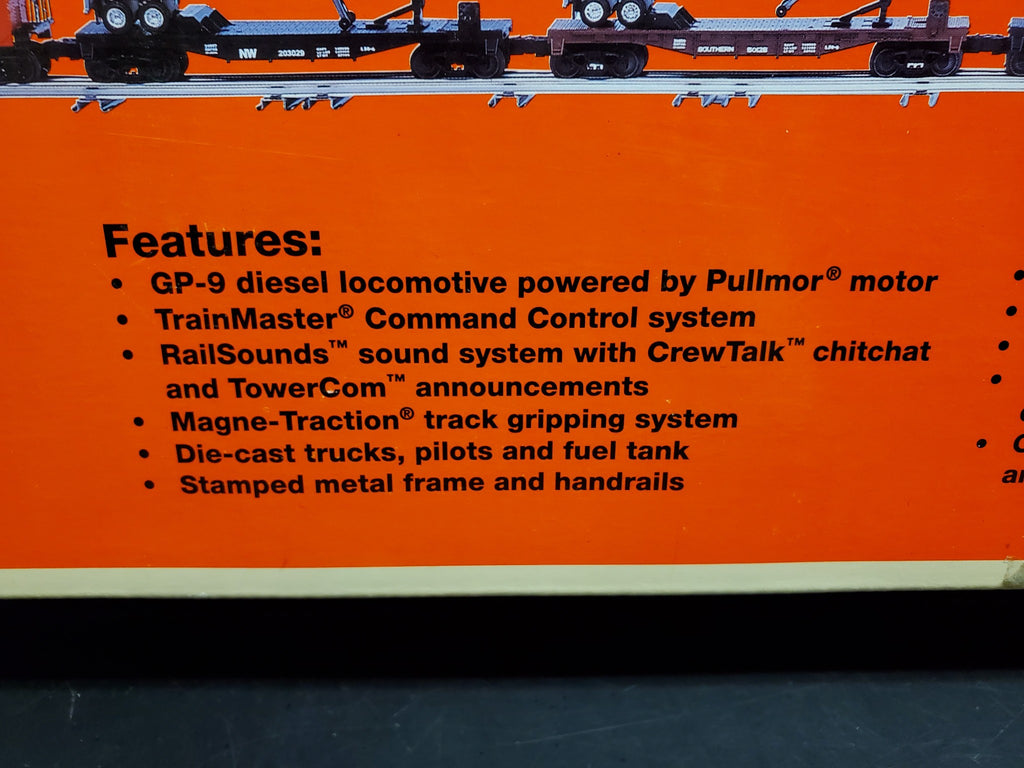 NW 203029
SOUTHERN 50126
Features:
• GP-9 diesel locomotive powered by Pullmor® motor
• TrainMaster® Command Control system
• RailSounds™ sound system with CrewTalk™ chitchat
and TowerCom™ announcements
• Magne-Traction® track gripping system
• Die-cast trucks, pilots and fuel tank
• Stamped metal frame and handrails